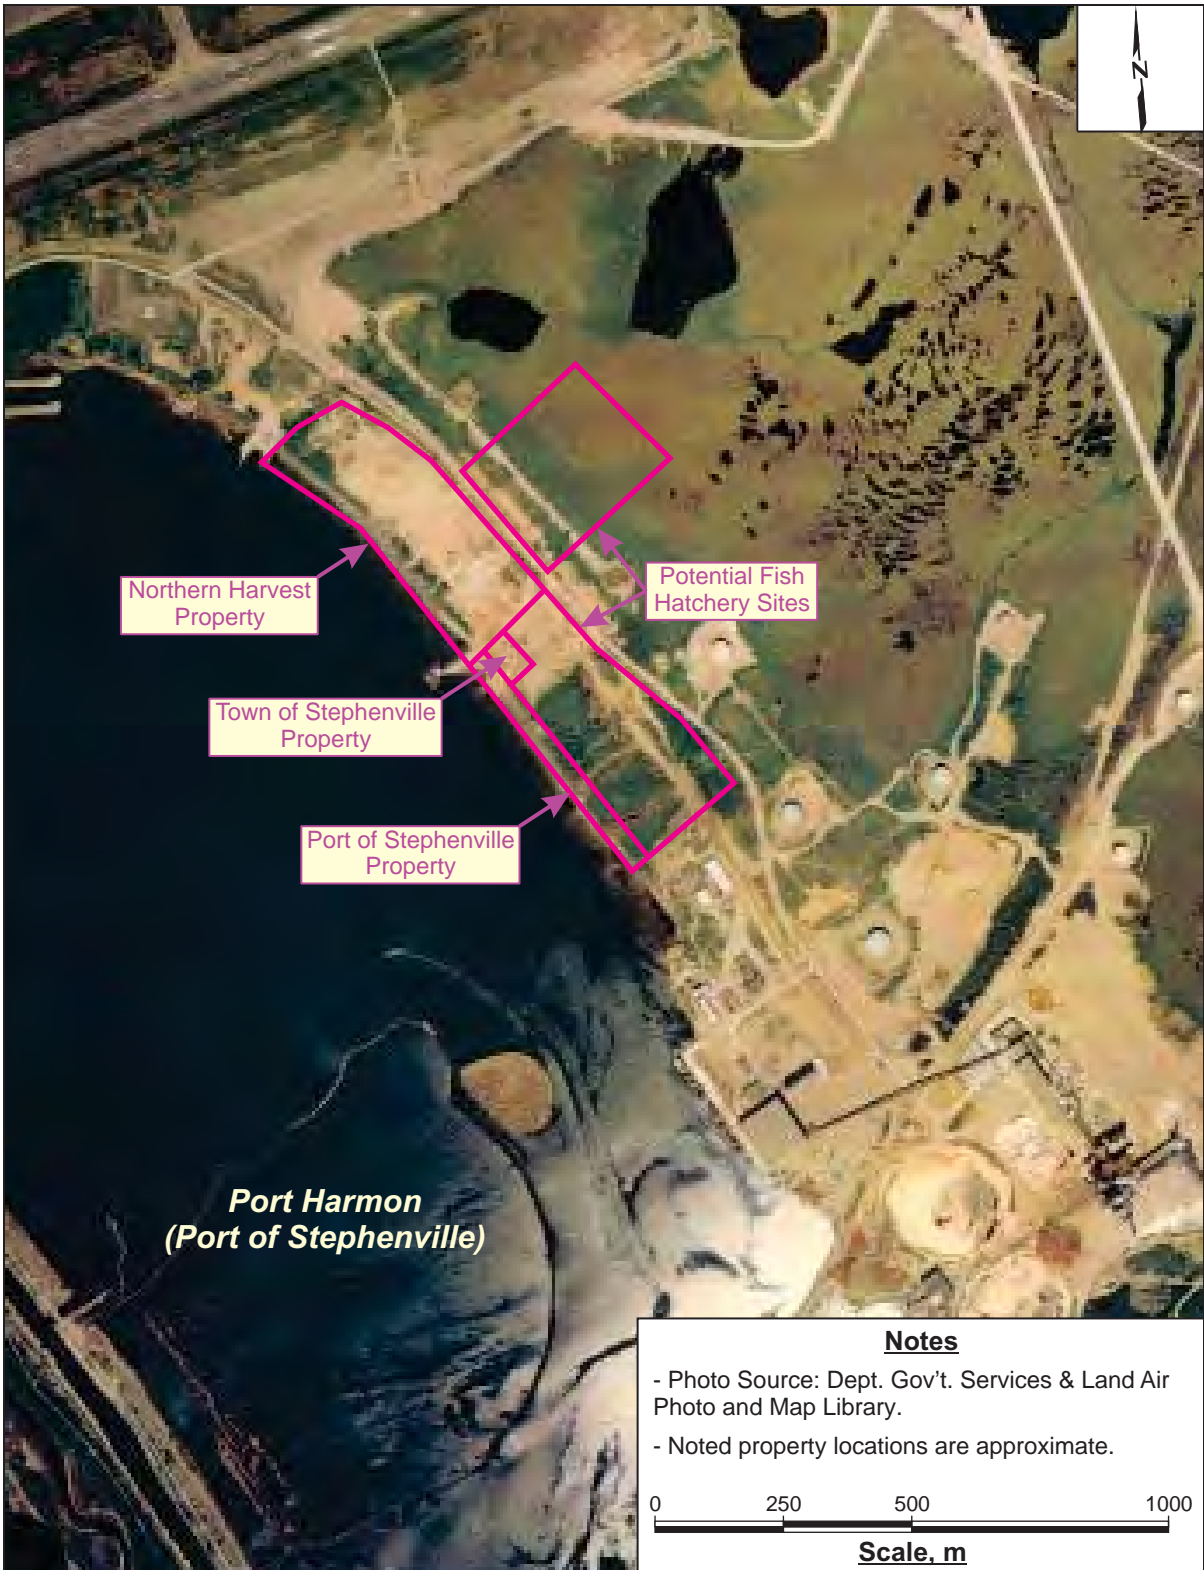 N
Northern Harvest
Property
Potential Fish
Hatchery Sites
Town of Stephenville
Property
Port of Stephenville
Property
Port Harmon
(Port of Stephenville)
Notes
- Photo Source: Dept. Gov't. Services & Land Air
Photo and Map Library.
- Noted property locations are approximate.
0 250 500 1000
Scale, m